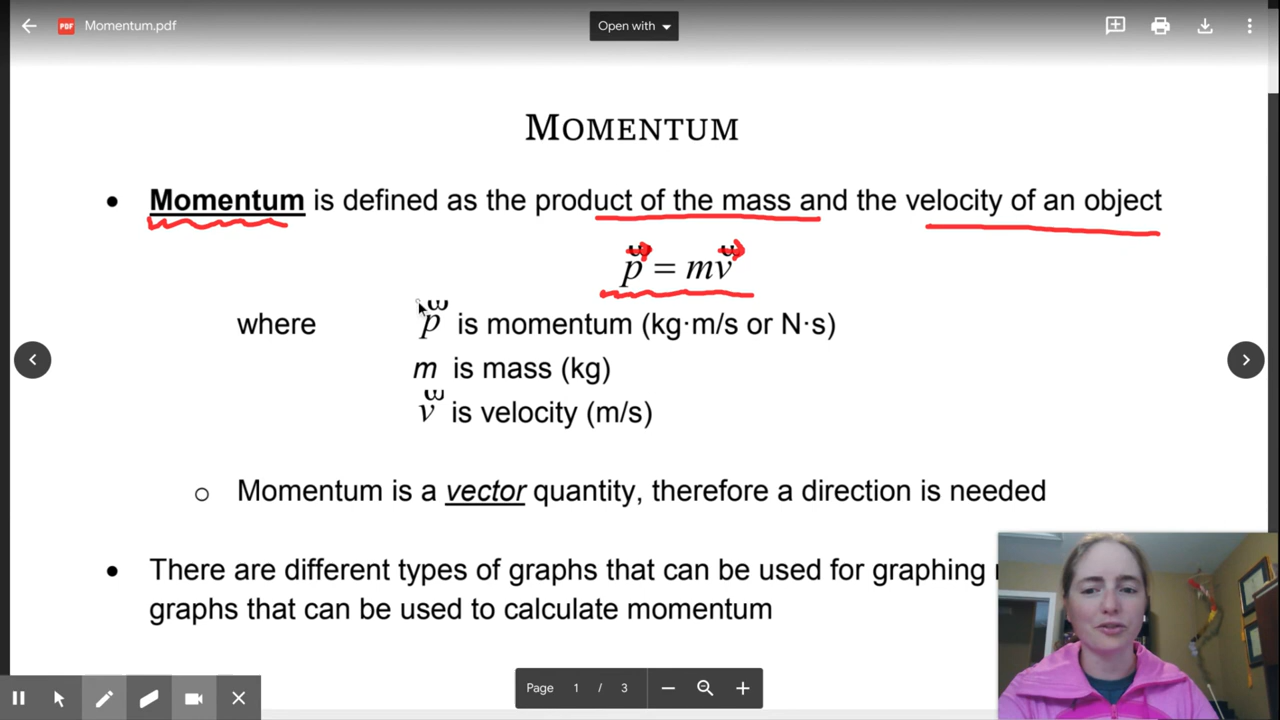 PDF Momentum.pdf
Open with
MOMENTUM
• Momentum is defined as the product of the mass and the velocity of an object
p = mv
where p is momentum (kg·m/s or N·s)
m is mass (kg)
v is velocity (m/s)
o Momentum is a vector quantity, therefore a direction is needed
• There are different types of graphs that can be used for graphing
graphs that can be used to calculate momentum
Page 1 / 3